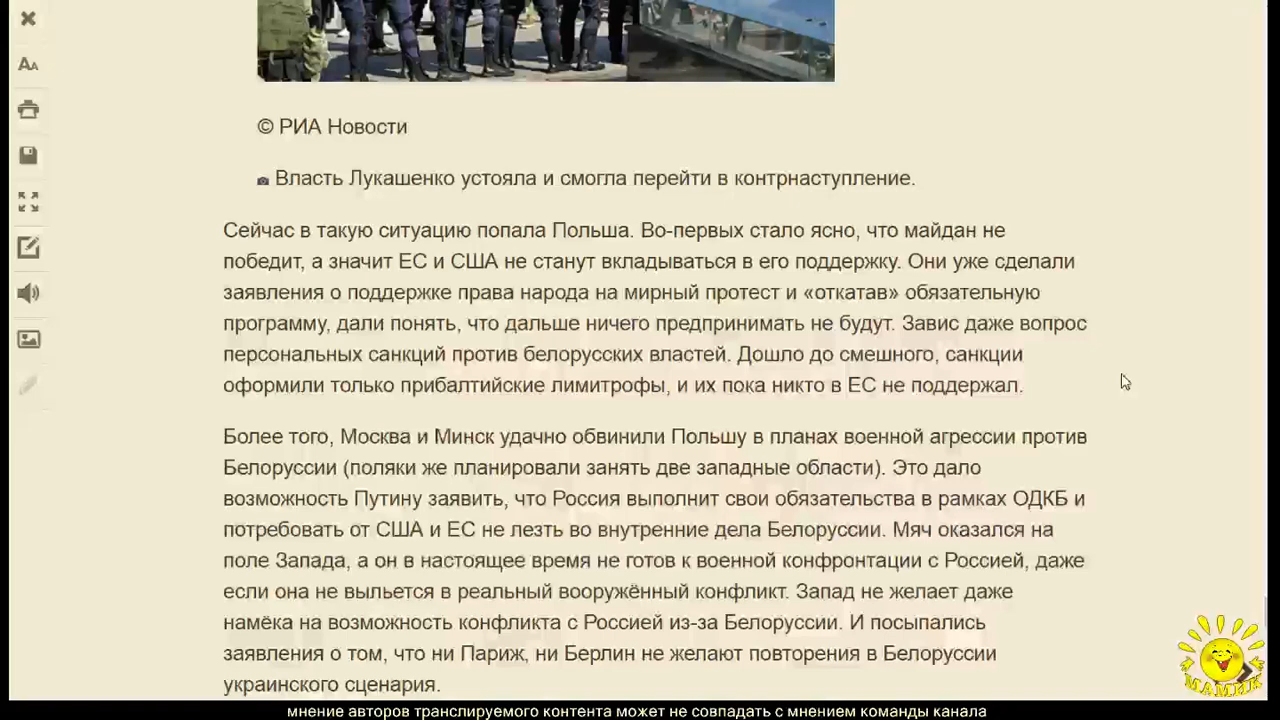 AA
© РИА Новости
Власть Лукашенко устояла и смогла перейти в контрнаступление.
Сейчас в такую ситуацию попала Польша. Во-первых стало ясно, что майдан не
победит, а значит ЕС и США не станут вкладываться в его поддержку. Они уже сделали
заявления о поддержке права народа на мирный протест и «откатав» обязательную
программу, дали понять, что дальше ничего предпринимать не будут. Завис даже вопрос
персональных санкций против белорусских властей. Дошло до смешного, санкции
оформили только прибалтийские лимитрофы, и их пока никто в ЕС не поддержал.
Более того, Москва и Минск удачно обвинили Польшу в планах военной агрессии против
Белоруссии (поляки же планировали занять две западные области). Это дало
возможность Путину заявить, что Россия выполнит свои обязательства в рамках ОДКБ и
потребовать от США и ЕС не лезть во внутренние дела Белоруссии. Мяч оказался на
поле Запада, а он в настоящее время не готов к военной конфронтации с Россией, даже
если она не выльется в реальный вооружённый конфликт. Запад не желает даже
намёка на возможность конфликта с Россией из-за Белоруссии. И посыпались
заявления о том, что ни Париж, ни Берлин не желают повторения в Белоруссии
украинского сценария.
МАМИК
мнение авторов транслируемого контента может не совпадать с мнением команды канала